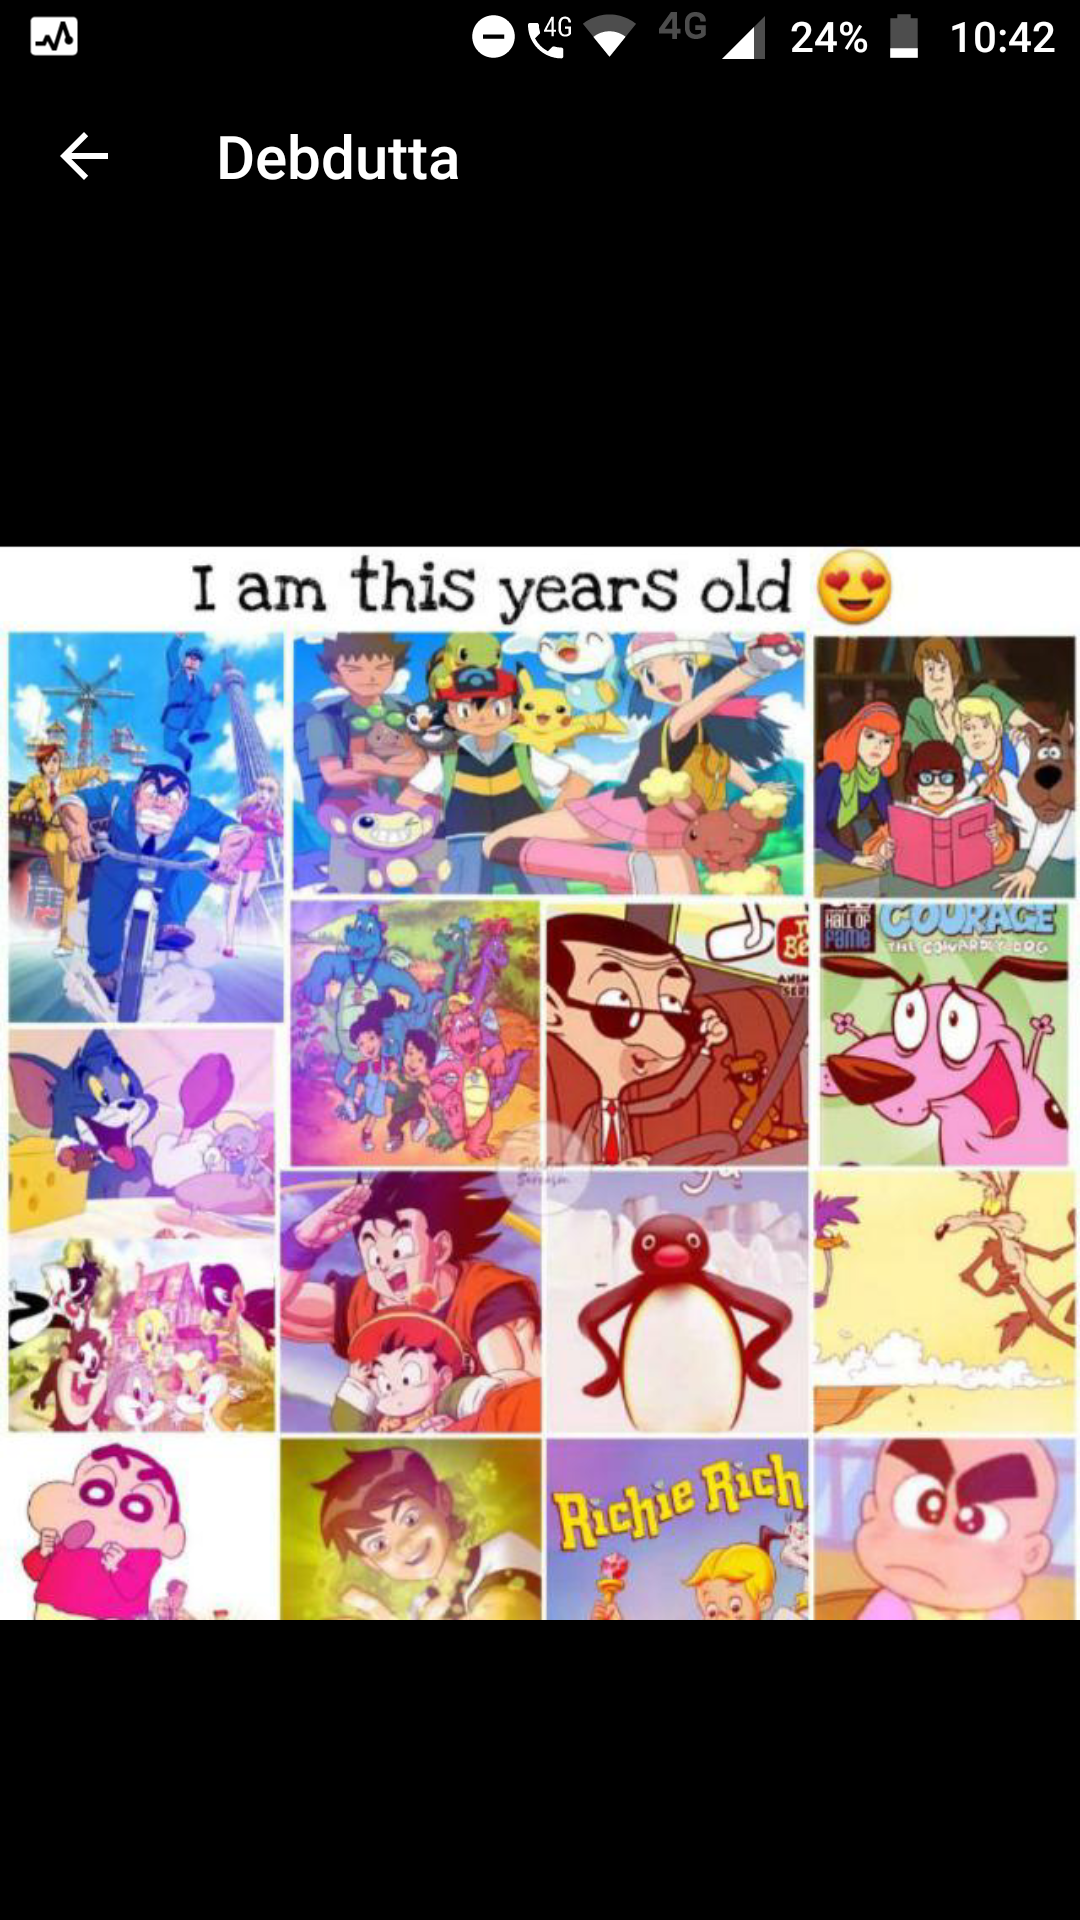 4G 4G 24% 10:42
Debdutta
I am this years old
HALL OF
FAME
COURAGE
THE COWARDLY DOG
Richie Rich